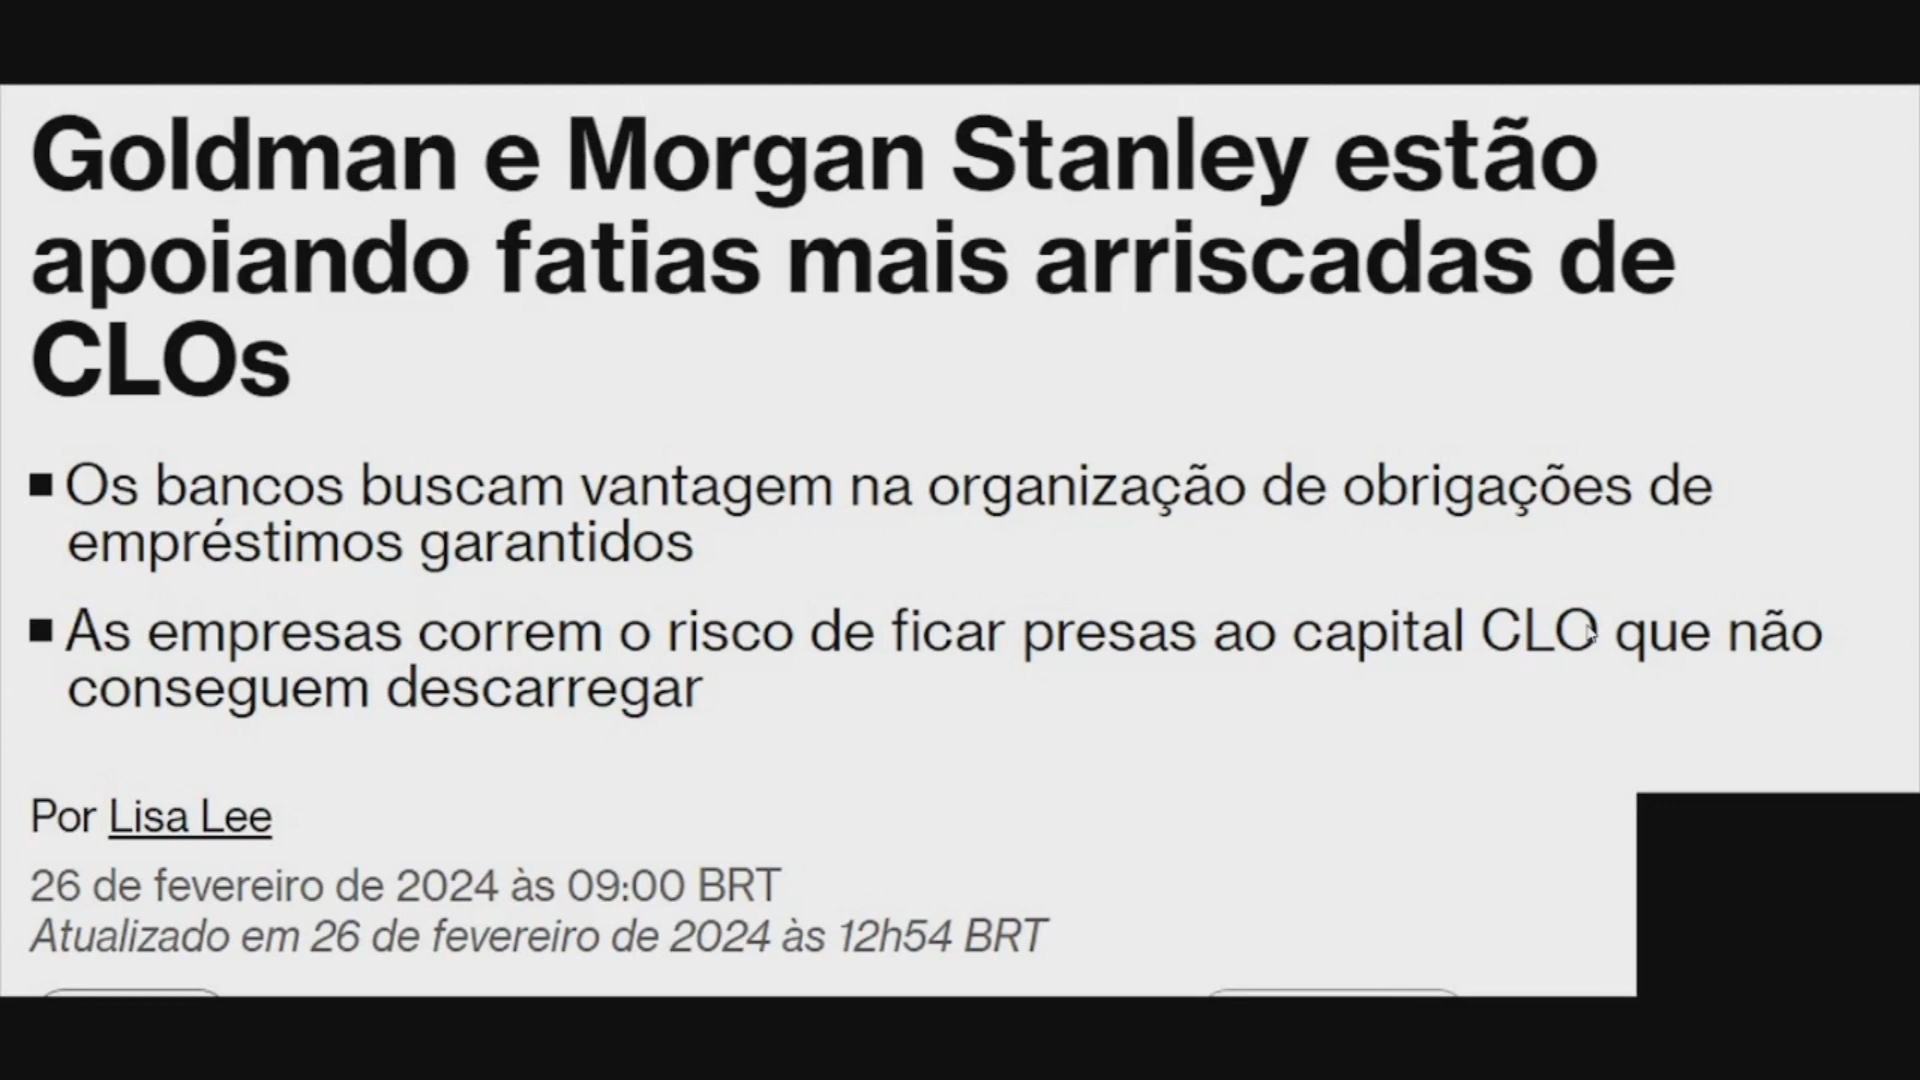 Goldman e Morgan Stanley estão
apoiando fatias mais arriscadas de
CLOs
Os bancos buscam vantagem na organização de obrigações de
empréstimos garantidos
As empresas correm o risco de ficar presas ao capital CLO que não
conseguem descarregar
Por Lisa Lee
26 de fevereiro de 2024 às 09:00 BRT
Atualizado em 26 de fevereiro de 2024 às 12h54 BRT